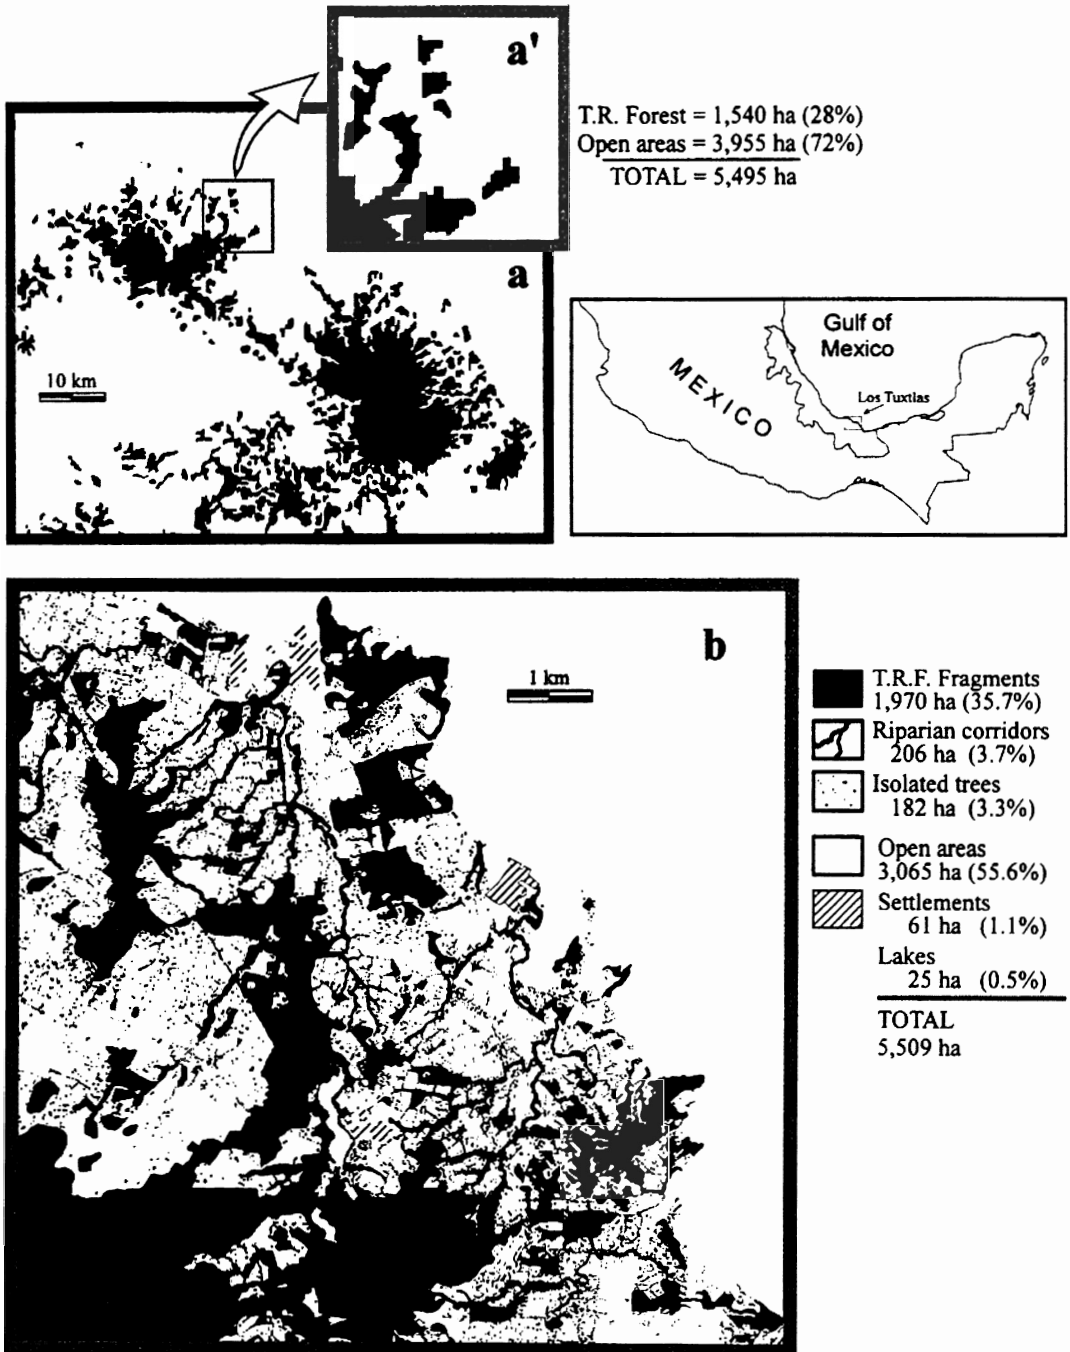 a'
T.R. Forest = 1,540 ha (28%)
Open areas = 3,955 ha (72%)
TOTAL = 5,495 ha
a
10 km
Gulf of
Mexico
MEXICO
Los Tuxtlas
b
1 km
T.R.F. Fragments
1,970 ha (35.7%)
Riparian corridors
206 ha (3.7%)
Isolated trees
182 ha (3.3%)
Open areas
3,065 ha (55.6%)
Settlements
61 ha (1.1%)
Lakes
25 ha (0.5%)
TOTAL
5,509 ha